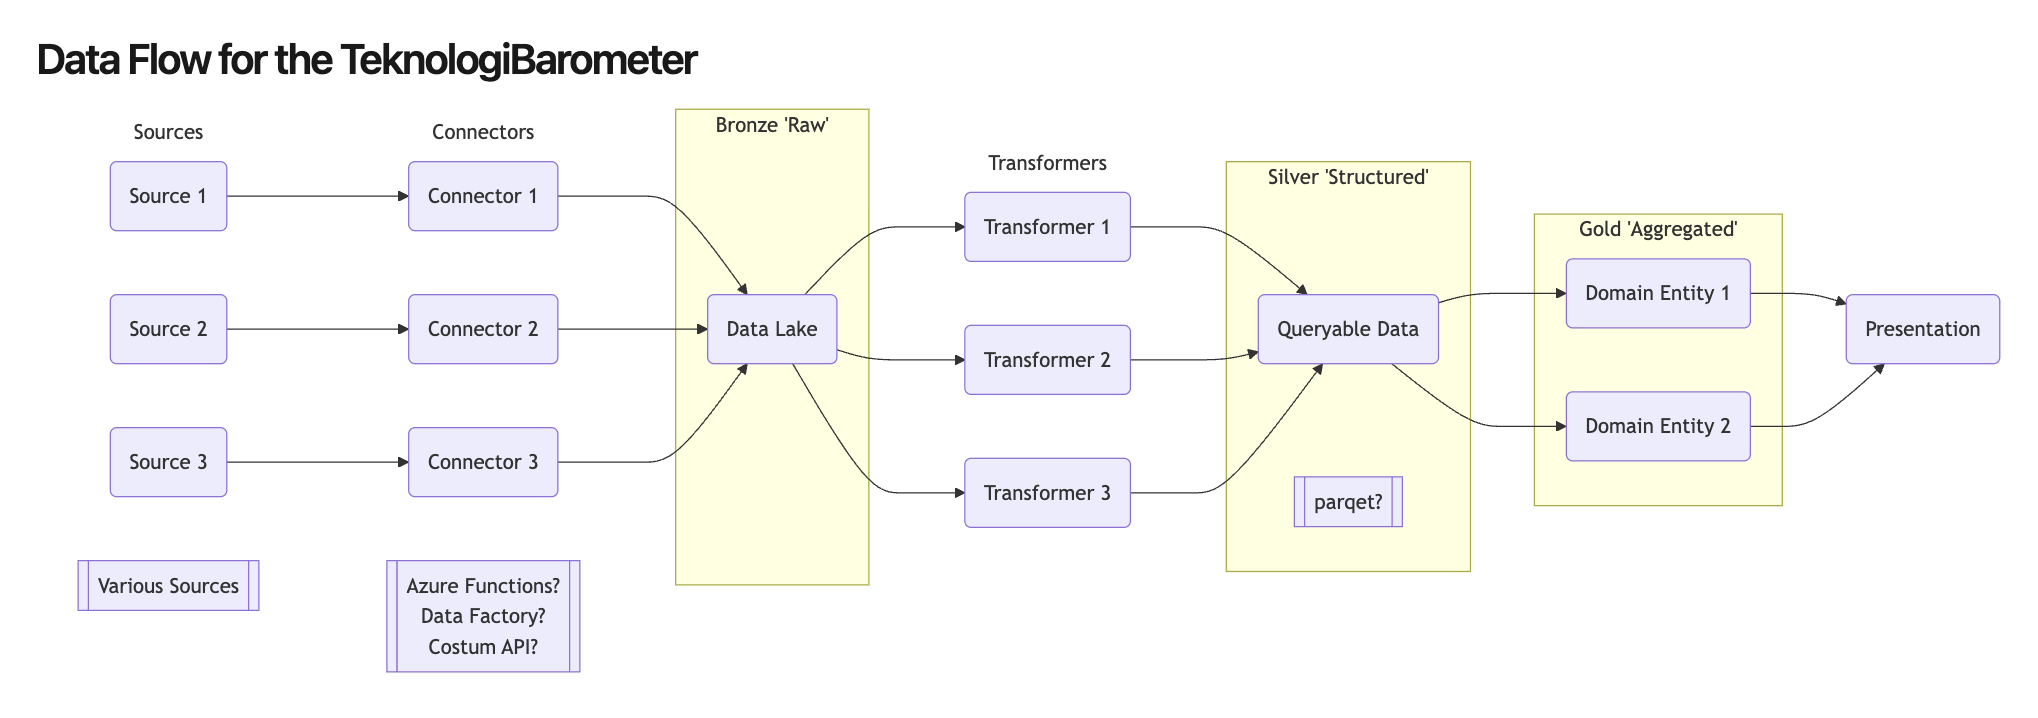 Data Flow for the TeknologiBarometer
Sources
Source 1
Source 2
Source 3
Various Sources
Connectors
Connector 1
Connector 2
Connector 3
Azure Functions?
Data Factory?
Costum API?
Bronze 'Raw'
Data Lake
Transformers
Transformer 1
Transformer 2
Transformer 3
Silver 'Structured'
Queryable Data
parqet?
Gold 'Aggregated'
Domain Entity 1
Domain Entity 2
Presentation